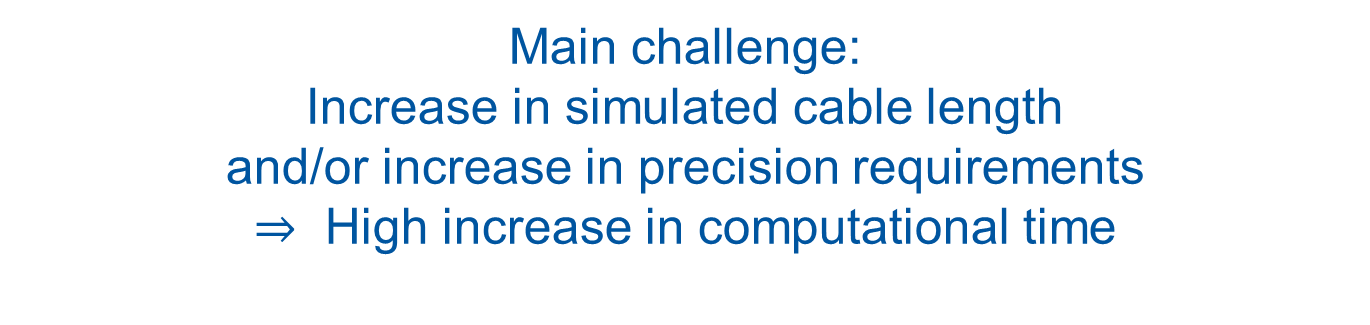 Main challenge:
Increase in simulated cable length
and/or increase in precision requirements
⇒ High increase in computational time